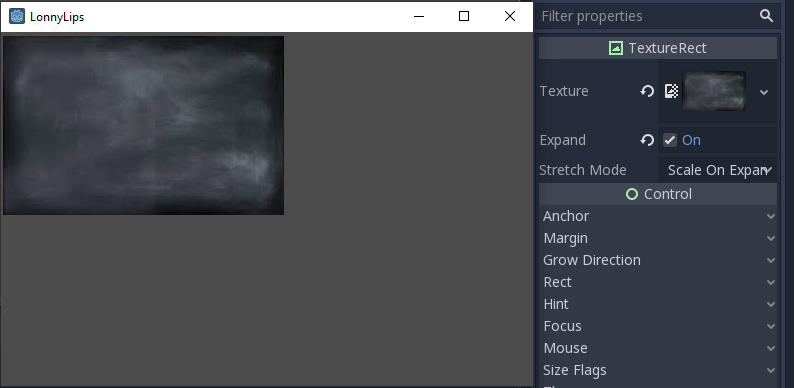 LonnyLips
Filter properties
TextureRect
Texture
Expand On
Stretch Mode Scale On Expan
Control
Anchor
Margin
Grow Direction
Rect
Hint
Focus
Mouse
Size Flags